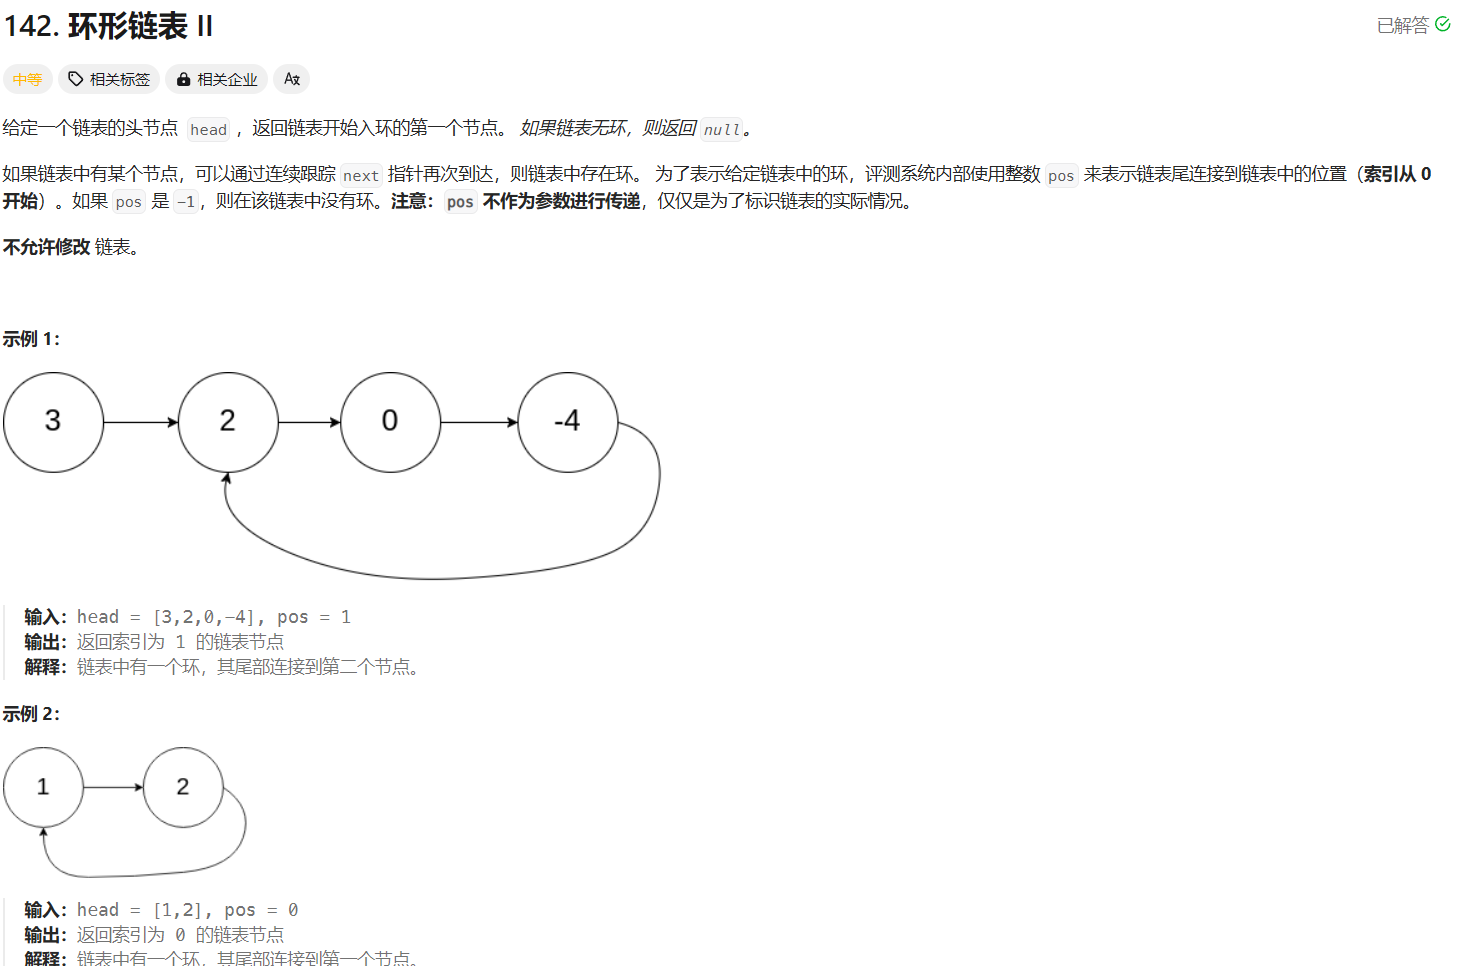 142. 环形链表 II
已解答
中等
相关标签
相关企业
给定一个链表的头节点 head ，返回链表开始入环的第一个节点。 如果链表无环，则返回 null。
如果链表中有某个节点，可以通过连续跟踪 next 指针再次到达，则链表中存在环。 为了表示给定链表中的环，评测系统内部使用整数 pos 来表示链表尾连接到链表中的位置（索引从 0
开始）。如果 pos 是 -1，则在该链表中没有环。注意：pos 不作为参数进行传递，仅仅是为了标识链表的实际情况。
不允许修改 链表。
示例 1：
3 2 0 -4
输入：head = [3,2,0,-4], pos = 1
输出：返回索引为 1 的链表节点
解释：链表中有一个环，其尾部连接到第二个节点。
示例 2：
1 2
输入：head = [1,2], pos = 0
输出：返回索引为 0 的链表节点
解释：链表中有一个环，其尾部连接到第一个节点。